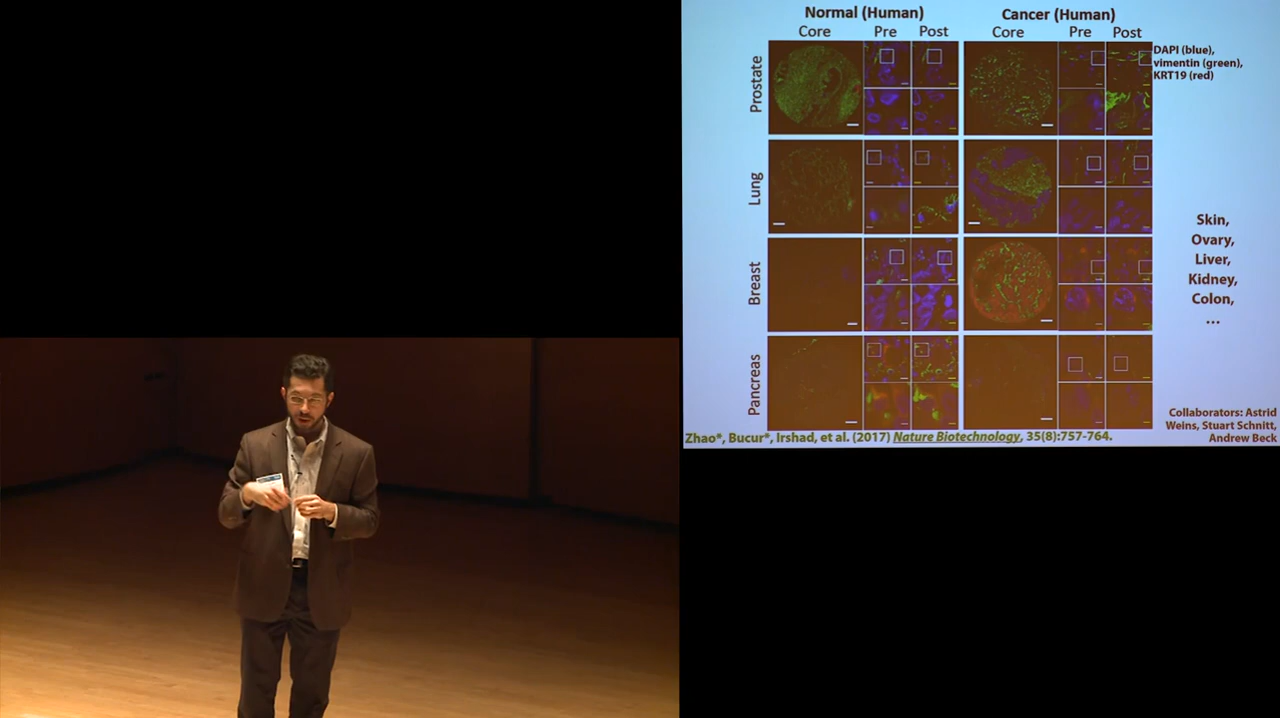 Normal (Human)
Cancer (Human)
Core
Pre
Post
Core
Pre
Post
DAPI (blue),
vimentin (green),
KRT19 (red)
Prostate
Lung
Breast
Pancreas
Skin,
Ovary,
Liver,
Kidney,
Colon,
...
Collaborators: Astrid
Weins, Stuart Schnitt,
Andrew Beck
Zhao*, Bucur*, Irshad, et al. (2017) Nature Biotechnology, 35(8):757-764.